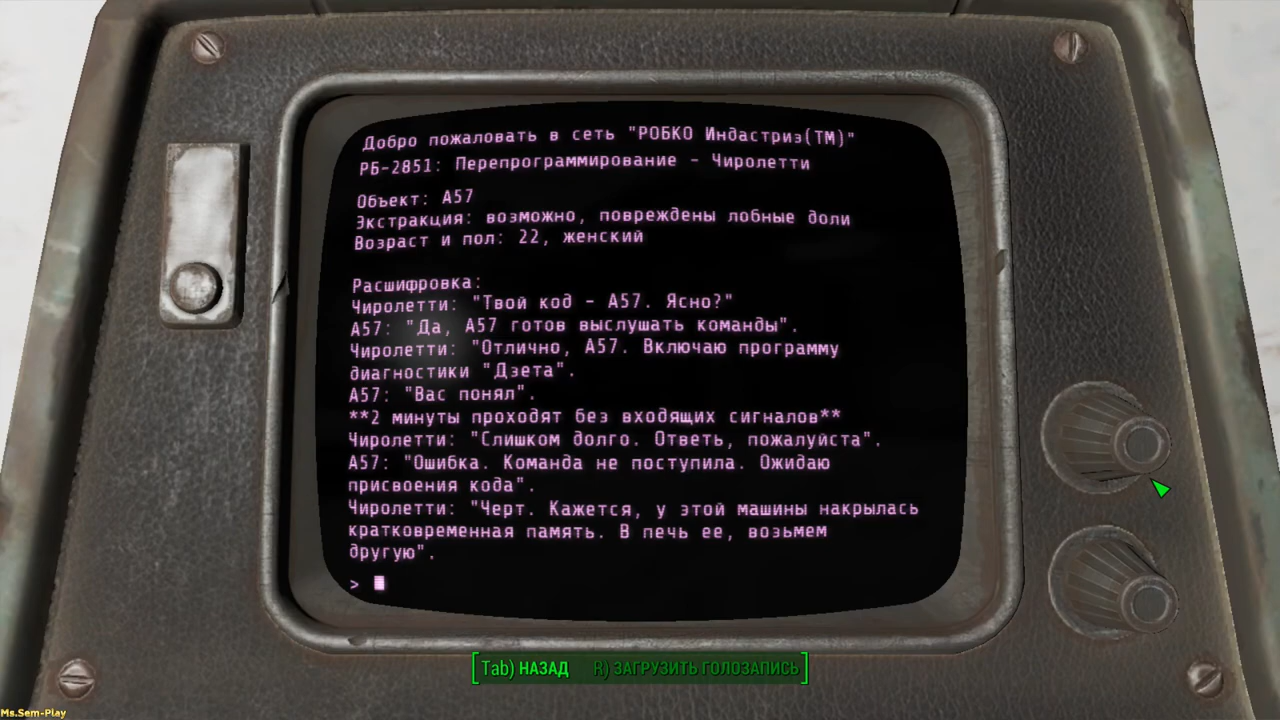 Добро пожаловать в сеть "РОБКО Индастриз(ТМ)"
РБ-2851: Перепрограммирование - Чиролетти
Объект: А57
Экстракция: возможно, повреждены лобные доли
Возраст и пол: 22, женский
Расшифровка:
Чиролетти: "Твой код - А57. Ясно?"
А57: "Да, А57 готов выслушать команды".
Чиролетти: "Отлично, А57. Включаю программу
диагностики "Дзета".
А57: "Вас понял".
**2 минуты проходят без входящих сигналов**
Чиролетти: "Слишком долго. Ответь, пожалуйста".
А57: "Ошибка. Команда не поступила. Ожидаю
присвоения кода".
Чиролетти: "Черт. Кажется, у этой машины накрылась
кратковременная память. В печь ее, возьмем
другую".
>
Tab) НАЗАД R) ЗАГРУЗИТЬ ГОЛОЗАПИСЬ
Ms.Sem-Play